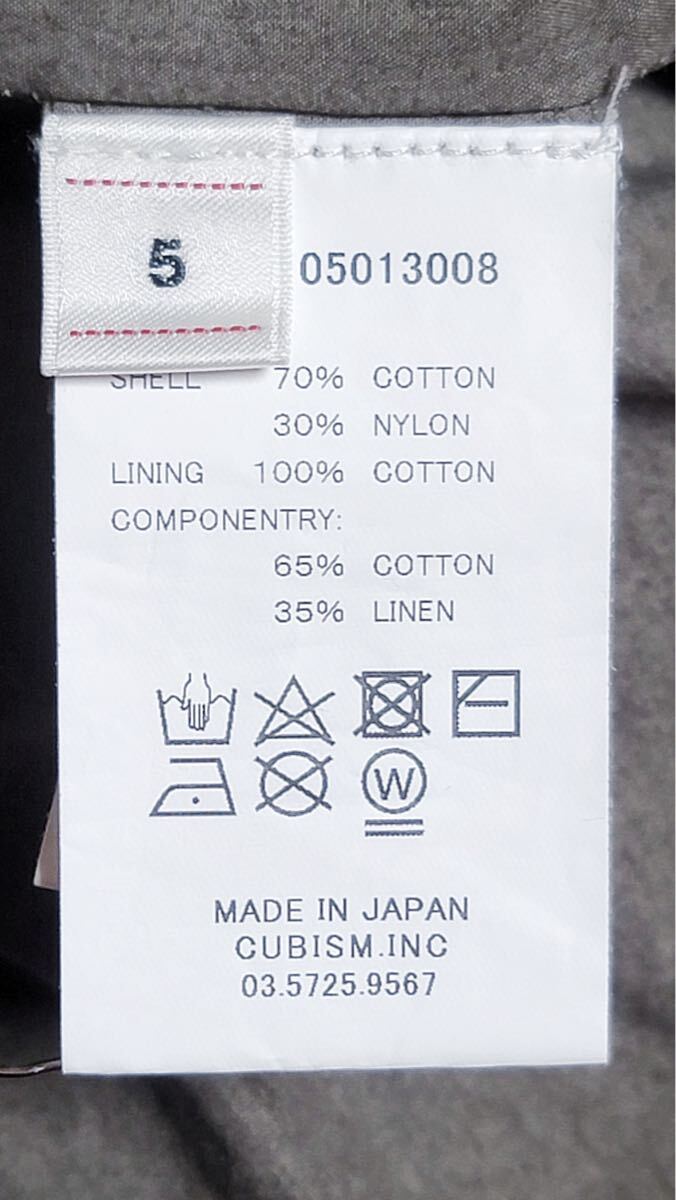 5
05013008
SHELL 70% COTTON
30% NYLON
LINING 100% COTTON
COMPONENTRY:
65% COTTON
35% LINEN
W
MADE IN JAPAN
CUBISM.INC
03.5725.9567